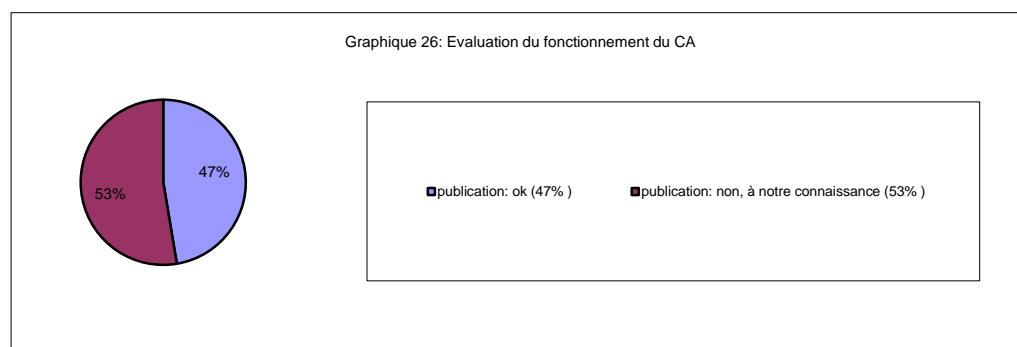 Graphique 26: Evaluation du fonctionnement du CA
47%
53%
publication: ok (47% )
publication: non, à notre connaissance (53% )